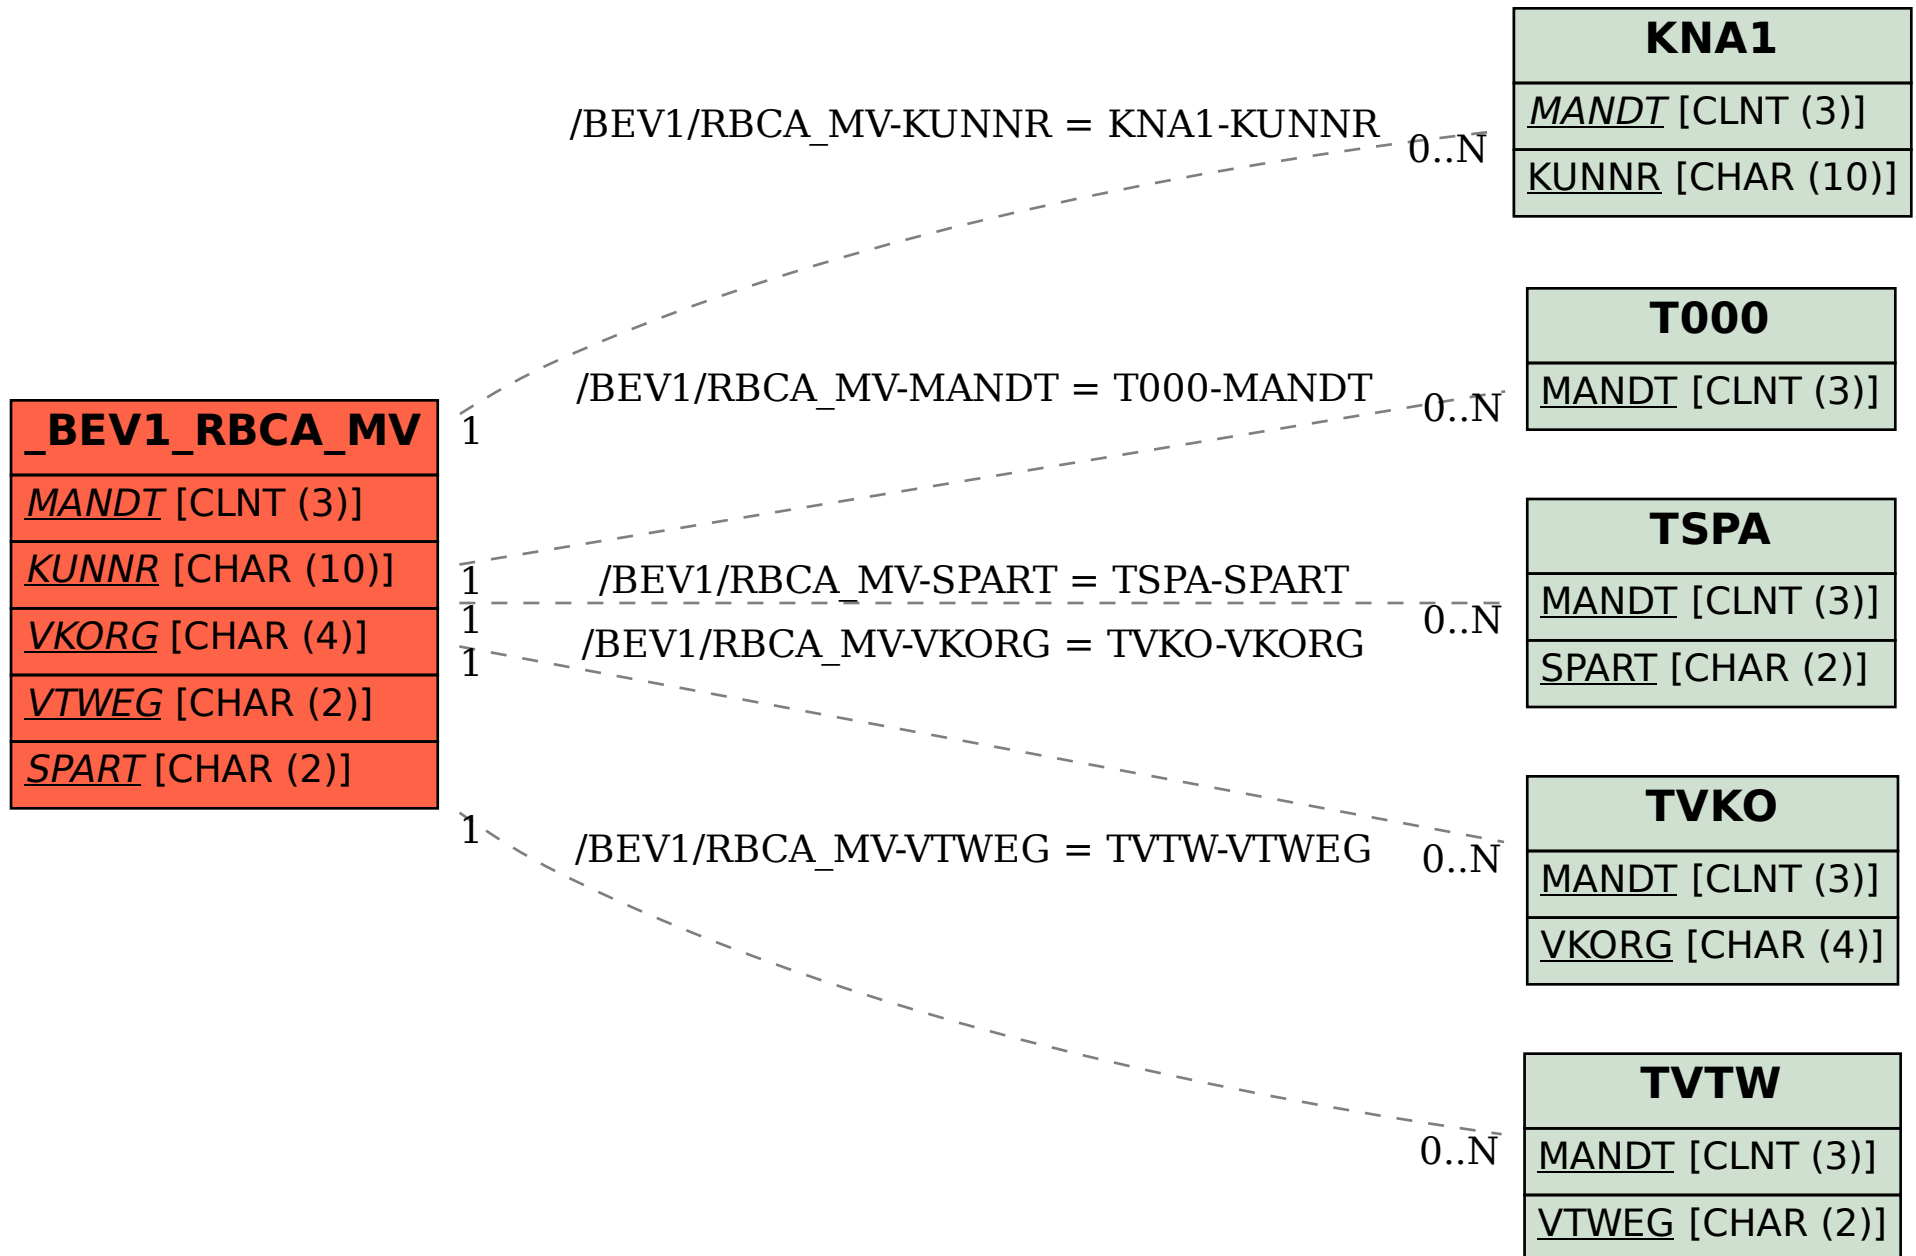 _BEV1_RBCA_MV
MANDT [CLNT (3)]
KUNNR [CHAR (10)]
VKORG [CHAR (4)]
VTWEG [CHAR (2)]
SPART [CHAR (2)]
/BEV1/RBCA_MV-KUNNR = KNA1-KUNNR
0..N
1
/BEV1/RBCA_MV-MANDT = T000-MANDT
0..N
1
/BEV1/RBCA_MV-SPART = TSPA-SPART
0..N
1
/BEV1/RBCA_MV-VKORG = TVKO-VKORG
0..N
1
/BEV1/RBCA_MV-VTWEG = TVTW-VTWEG
0..N
1
KNA1
MANDT [CLNT (3)]
KUNNR [CHAR (10)]
T000
MANDT [CLNT (3)]
TSPA
MANDT [CLNT (3)]
SPART [CHAR (2)]
TVKO
MANDT [CLNT (3)]
VKORG [CHAR (4)]
TVTW
MANDT [CLNT (3)]
VTWEG [CHAR (2)]